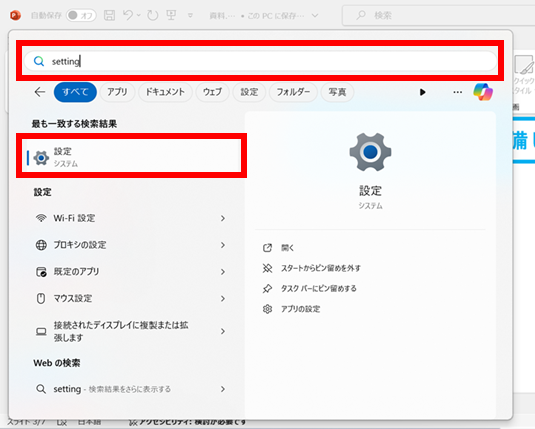 自動保存 オフ 資料... • この PC に保存... 検索
setting
すべて アプリ ドキュメント ウェブ 設定 フォルダー 写真
最も一致する検索結果
設定
システム
設定
Wi-Fi 設定
プロキシの設定
既定のアプリ
マウス設定
接続されたディスプレイに複製または拡
張します
Web の検索
setting - 検索結果をさらに表示する
設定
システム
開く
スタートからピン留めを外す
タスク バーにピン留めする
アプリの設定
クイック
スタイル
画
備
スライド 3/7 日本語 アクセシビリティ: 検討が必要です